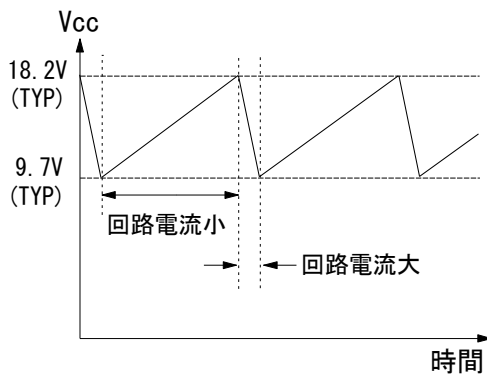 Vcc
18.2V
(TYP)
9.7V
(TYP)
回路電流小
回路電流大
時間